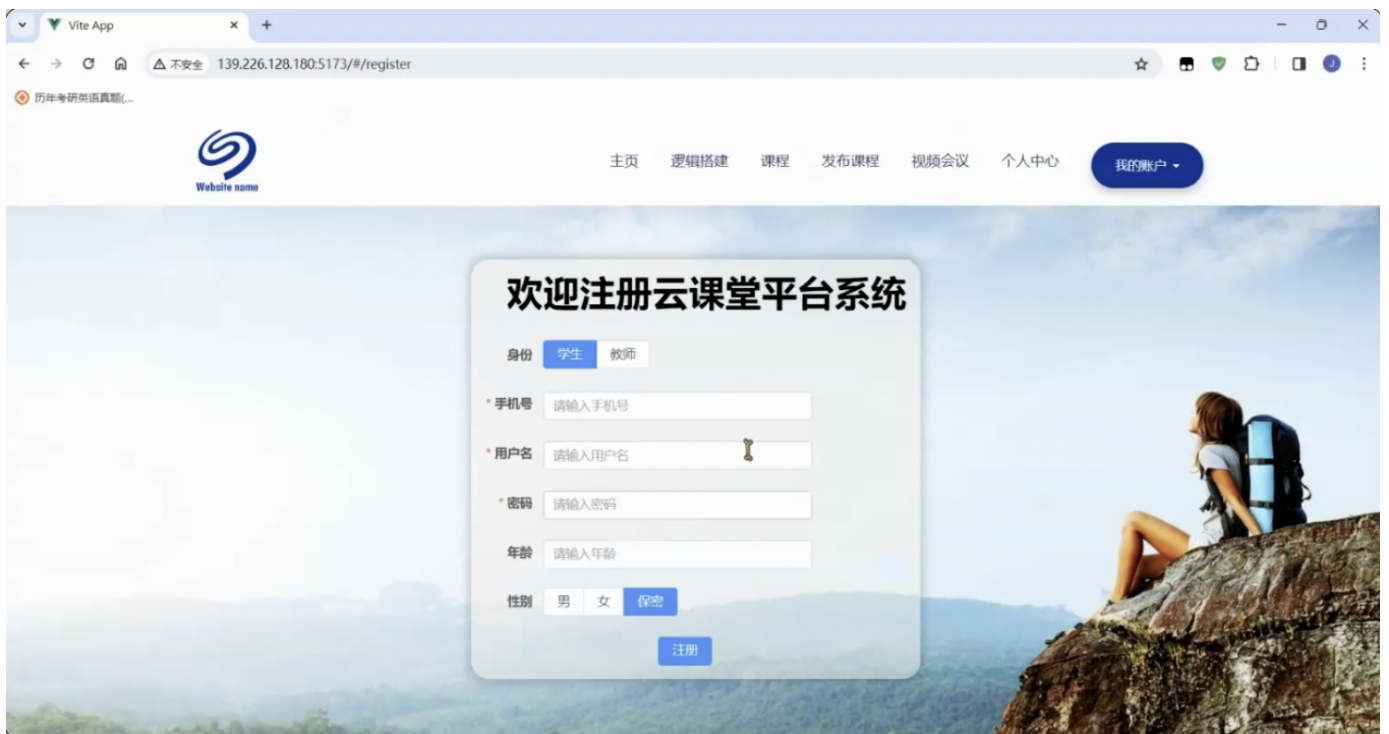 Vite App
不安全 139.226.128.180:5173/#/register
历年考研英语真题(...
Website name
主页 逻辑搭建 课程 发布课程 视频会议 个人中心 我的账户
欢迎注册云课堂平台系统
身份 学生 教师
*手机号 请输入手机号
*用户名 请输入用户名
*密码 请输入密码
年龄 请输入年龄
性别 男 女 保密
注册
J